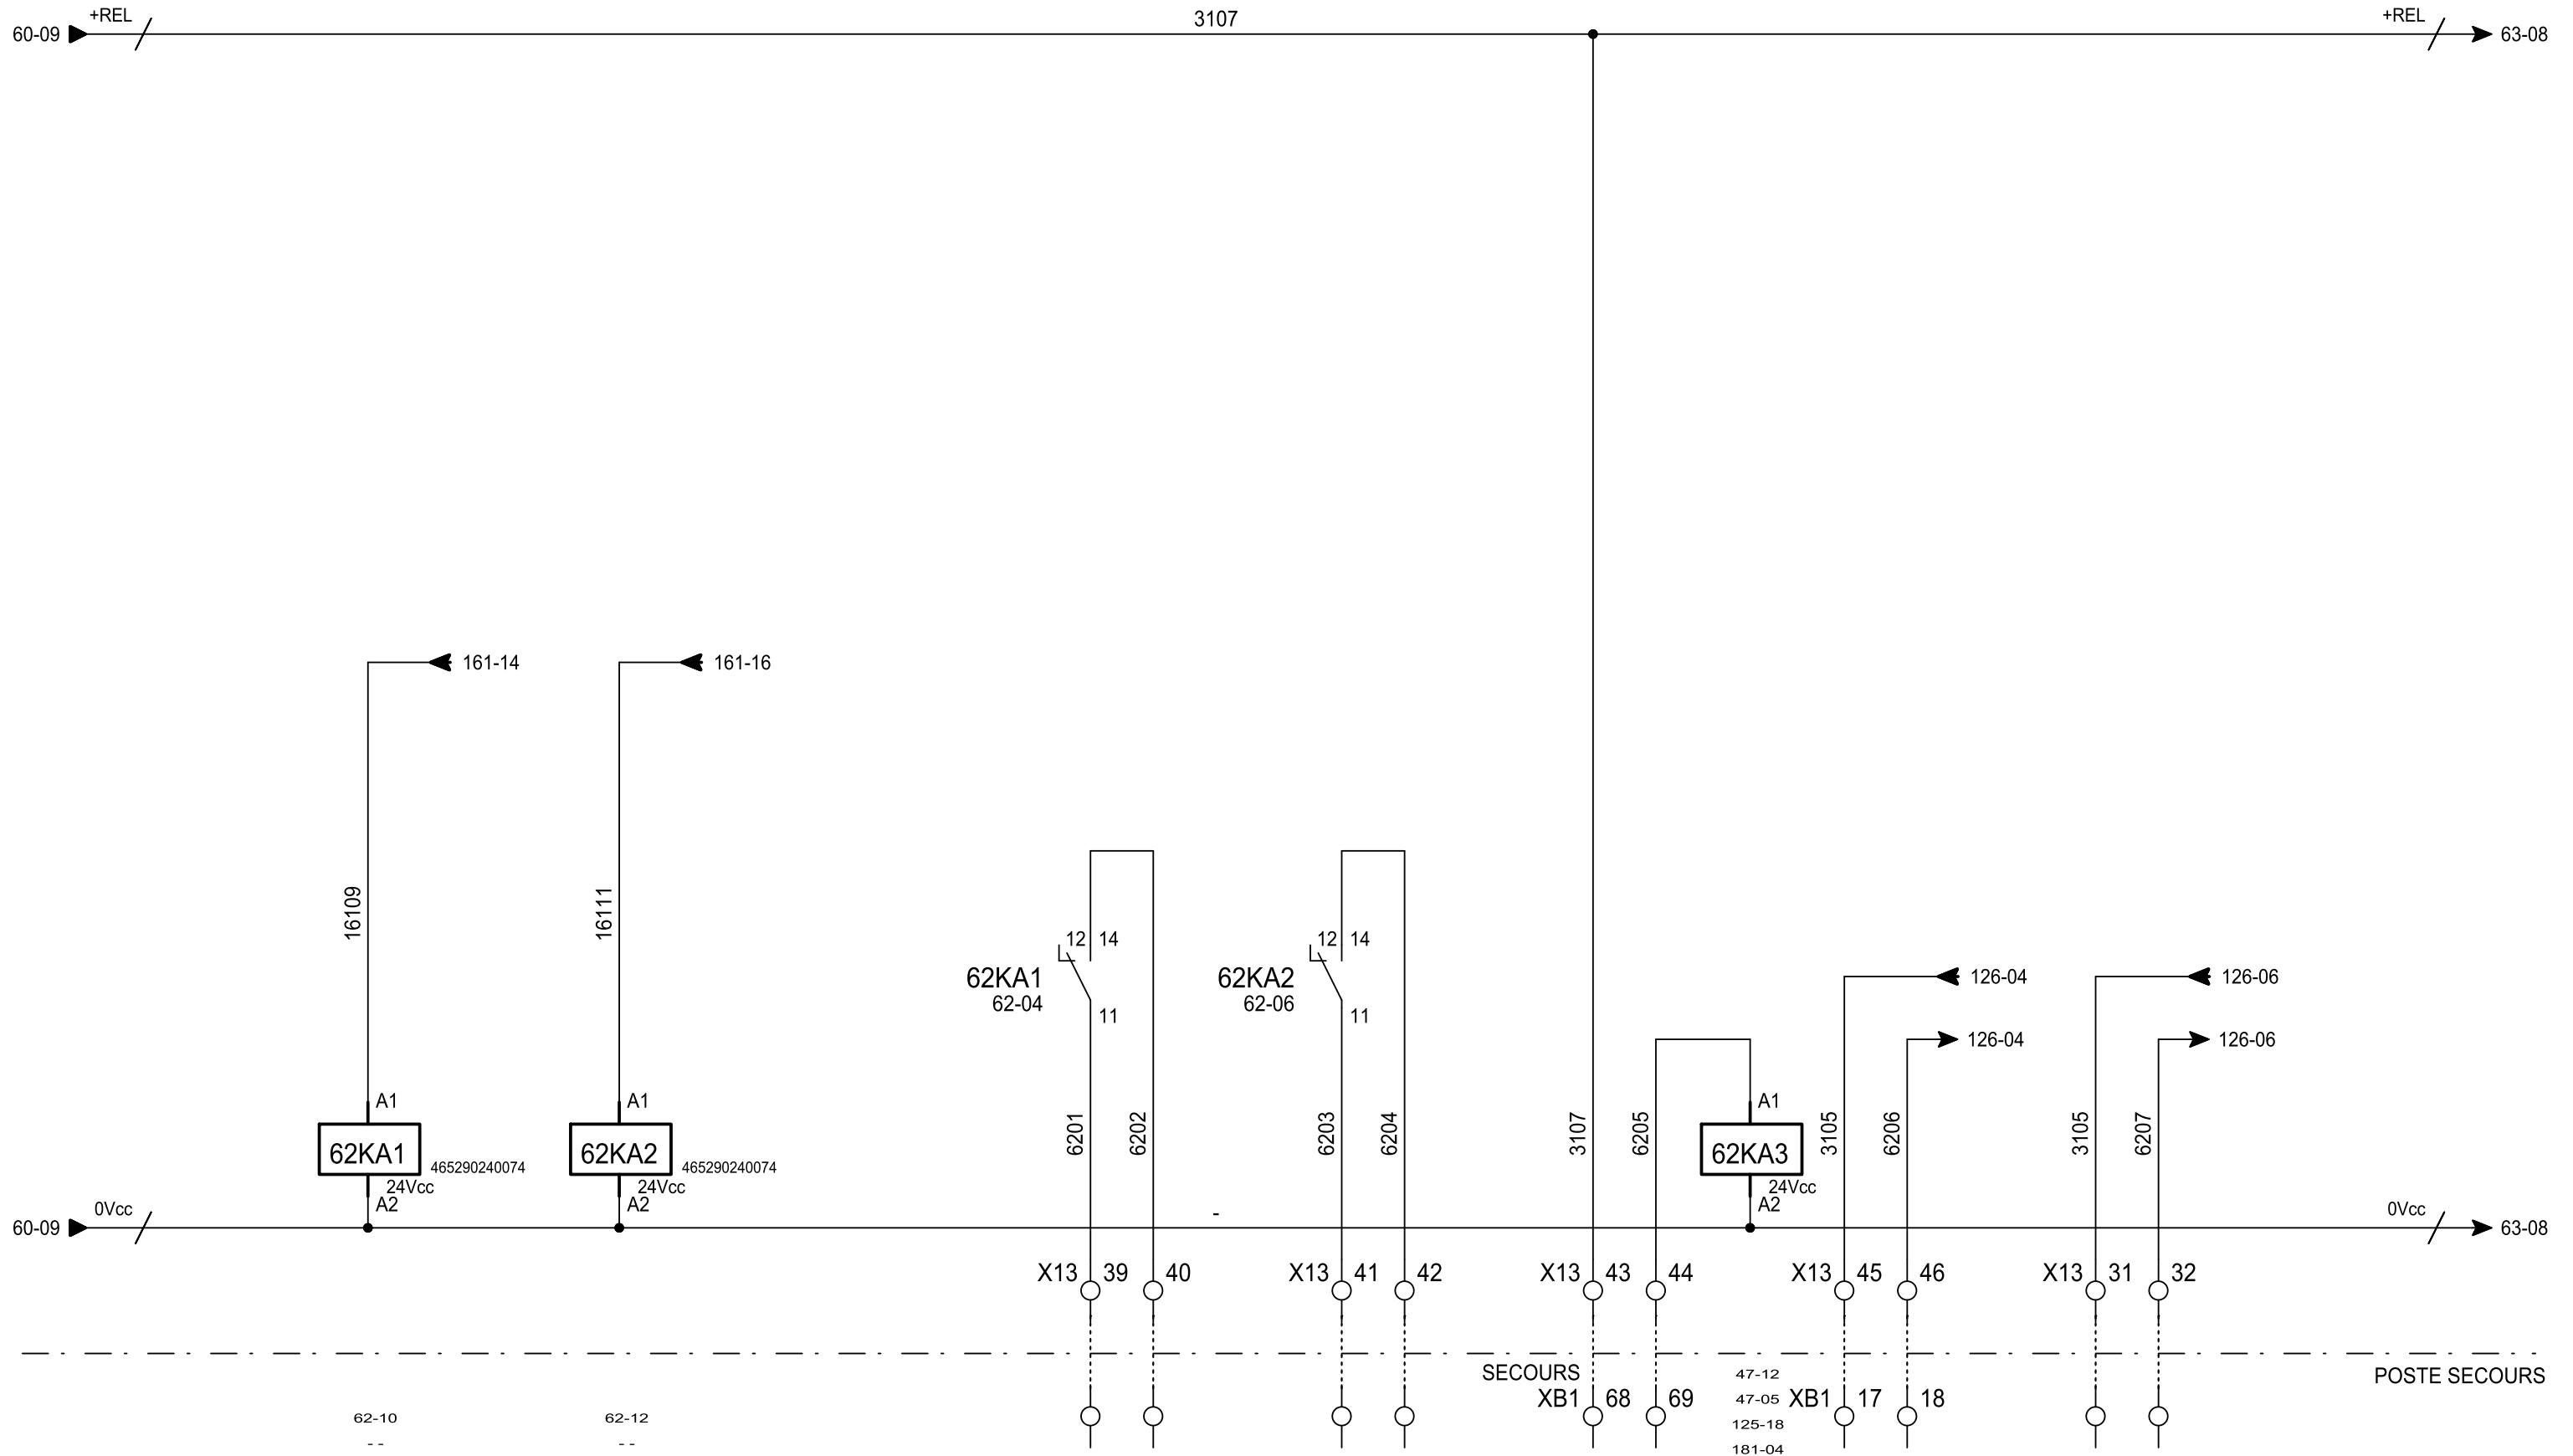 +REL 3107 +REL
60-09 63-08
161-14 161-16
16109 16111
12 14 12 14
62KA1 62KA2 126-04 126-06
62-04 62-06
11 11
126-04 126-06
A1 A1 A1
6201 6202 6203 6204 3107 6205 3105 6206 3105 6207
62KA1 465290240074 62KA2 465290240074 62KA3
24Vcc 24Vcc 24Vcc
A2 A2 A2
0Vcc - 0Vcc
60-09 63-08
X13 39 40 X13 41 42 X13 43 44 X13 45 46 X13 31 32
SECOURS 47-12 POSTE SECOURS
XB1 68 69 47-05 XB1 17 18
62-10 62-12 125-18
-- -- 181-04